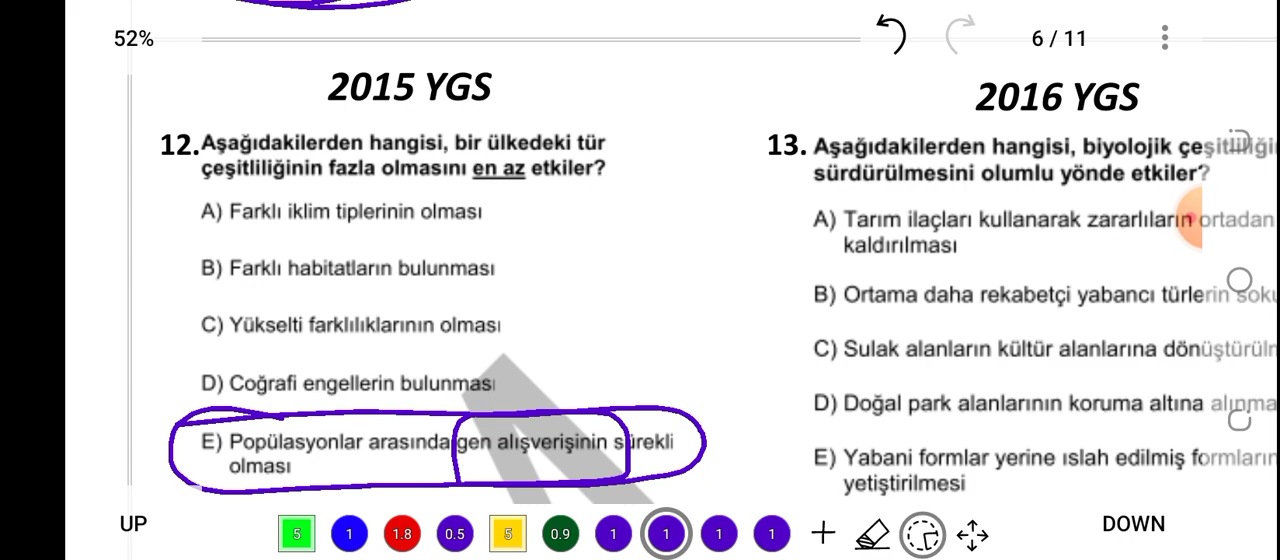 52%
6 / 11
2015 YGS
12. Aşağıdakilerden hangisi, bir ülkedeki tür
çeşitliliğinin fazla olmasını en az etkiler?
A) Farklı iklim tiplerinin olması
B) Farklı habitatların bulunması
C) Yükselti farklılıklarının olması
D) Coğrafi engellerin bulunması
E) Popülasyonlar arasında gen alışverişinin sürekli
olması
2016 YGS
13. Aşağıdakilerden hangisi, biyolojik
sürdürülmesini olumlu yönde etkiler?
A) Tarım ilaçları kullanarak zararlıların ortadan
kaldırılması
B) Ortama daha rekabetçi yabancı türlerin
C) Sulak alanların kültür alanlarına
D) Doğal park alanlarının koruma altına
E) Yabani formlar yerine ıslah edilmiş
yetiştirilmesi
UP
5 1 1.8 0.5 5 0.9 1 1 1 1
DOWN